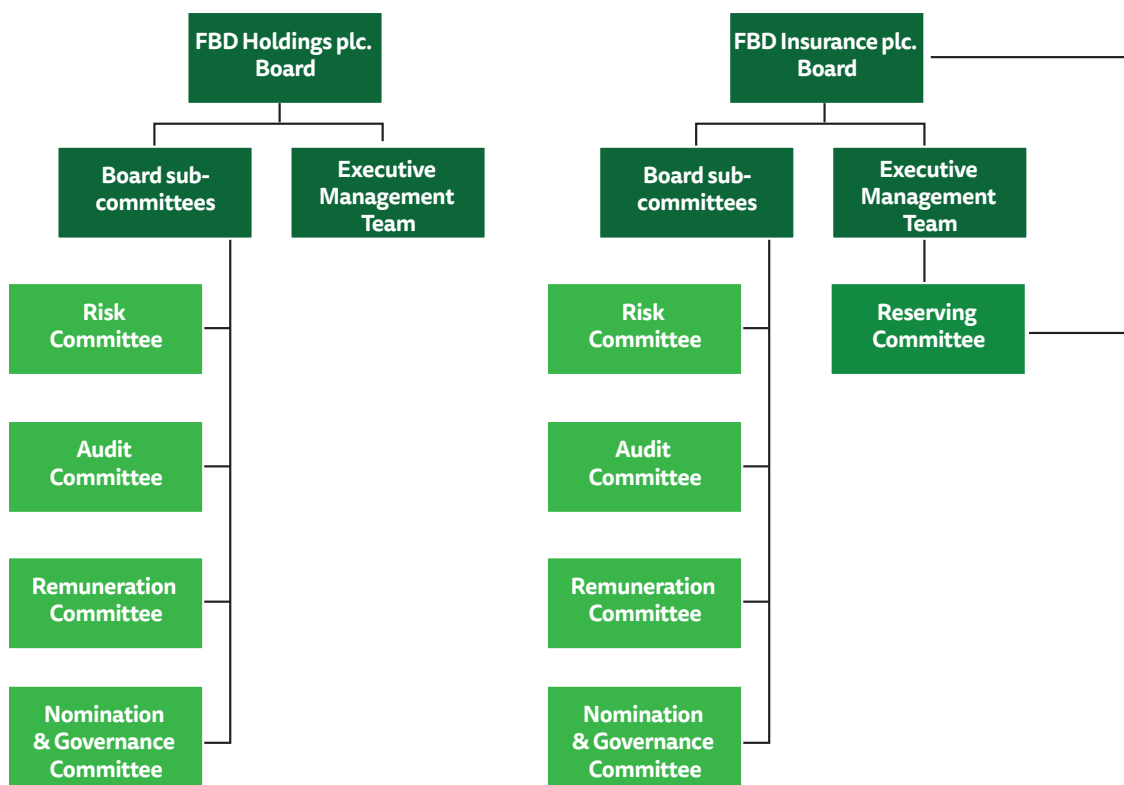 FBD Holdings plc.
Board
Board sub-
committees
Executive
Management
Team
Risk
Committee
Audit
Committee
Remuneration
Committee
Nomination
& Governance
Committee
FBD Insurance plc.
Board
Board sub-
committees
Executive
Management
Team
Risk
Committee
Reserving
Committee
Audit
Committee
Remuneration
Committee
Nomination
& Governance
Committee